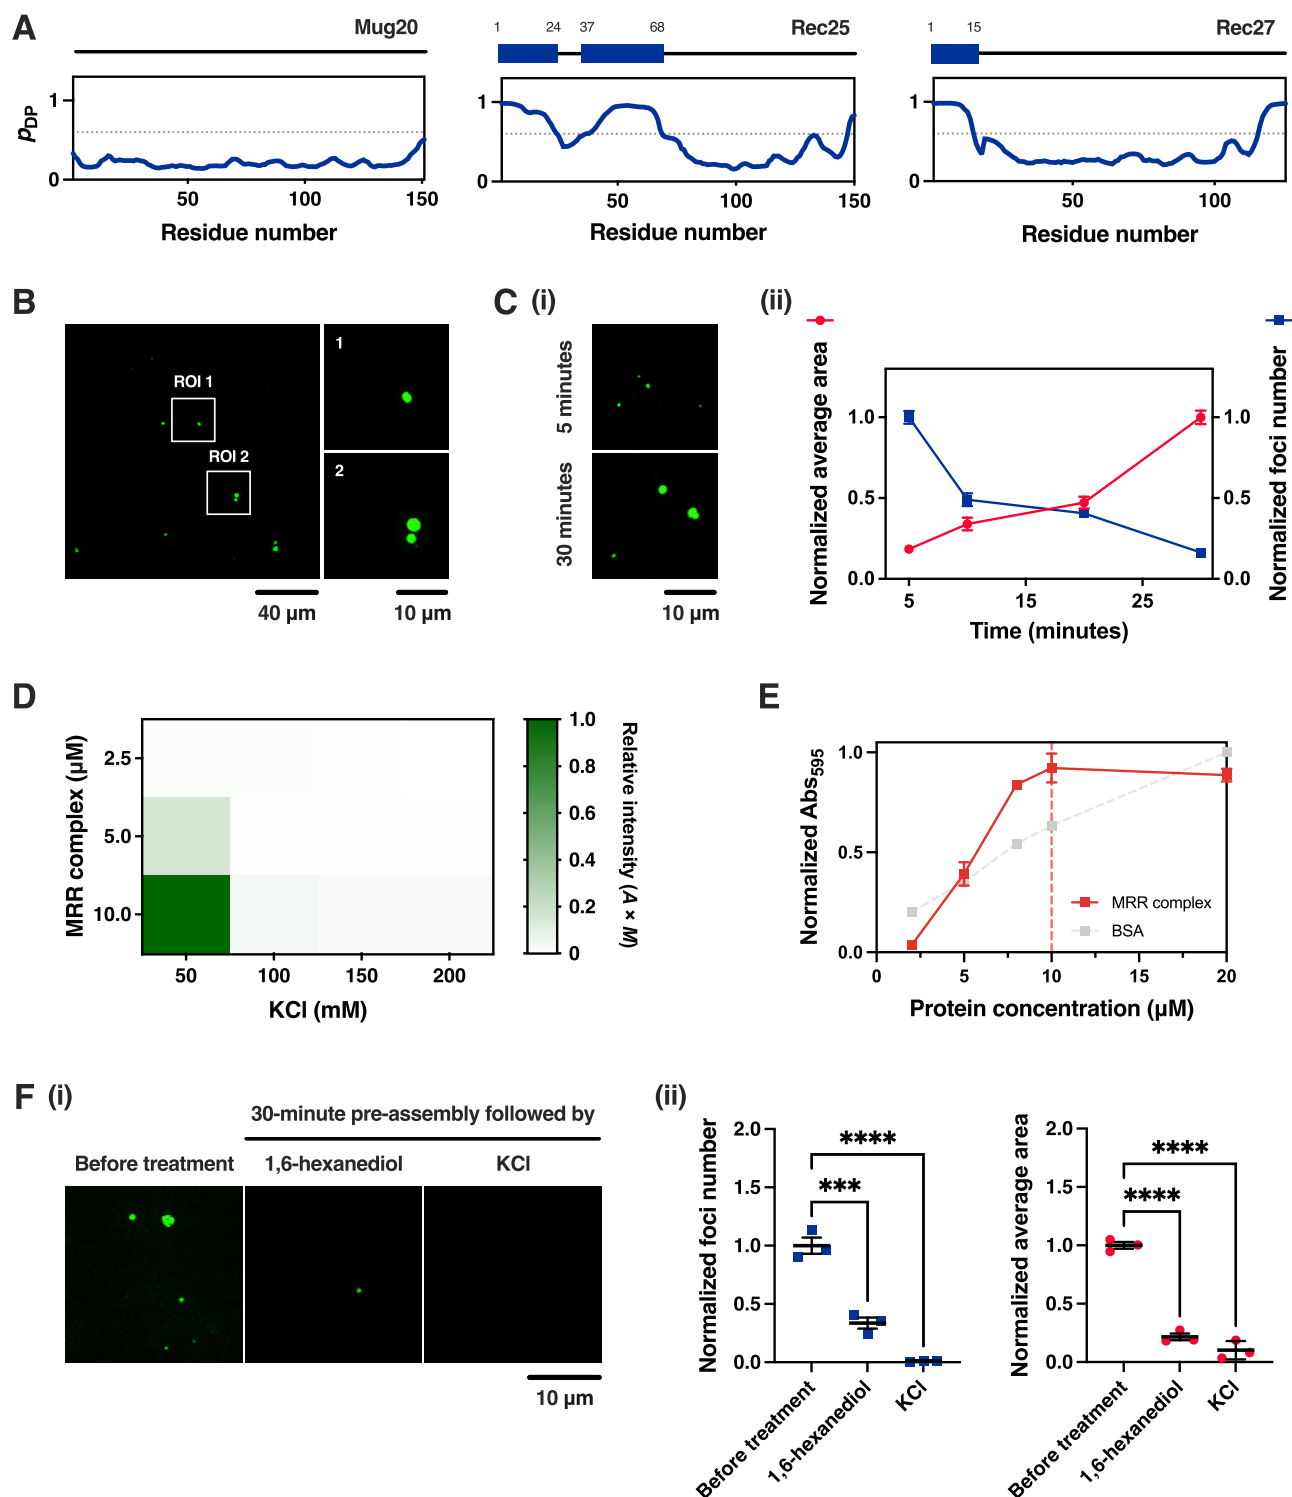 A
Mug20
1 24 37 68
Rec25
1 15
Rec27
pDP
1
0
50 100 150
Residue number
1
0
50 100 150
Residue number
1
0
50 100
Residue number
B
ROI 1
ROI 2
1
2
40 µm
10 µm
C (i)
5 minutes
30 minutes
10 µm
(ii)
Normalized average area
Normalized foci number
1.0
0.5
0.0
1.0
0.5
0.0
5 15 25
Time (minutes)
D
MRR complex (µM)
2.5
5.0
10.0
50 100 150 200
KCl (mM)
1.0
0.8
0.6
0.4
0.2
0
Relative intensity (A × M)
E
Normalized Abs595
1.0
0.5
0.0
MRR complex
BSA
0 5 10 15 20
Protein concentration (µM)
F (i)
30-minute pre-assembly followed by
Before treatment 1,6-hexanediol KCl
10 µm
(ii)
Normalized foci number
2.0
1.5
1.0
0.5
0.0
****
***
Before treatment
1,6-hexanediol
KCl
Normalized average area
2.0
1.5
1.0
0.5
0.0
****
****
Before treatment
1,6-hexanediol
KCl